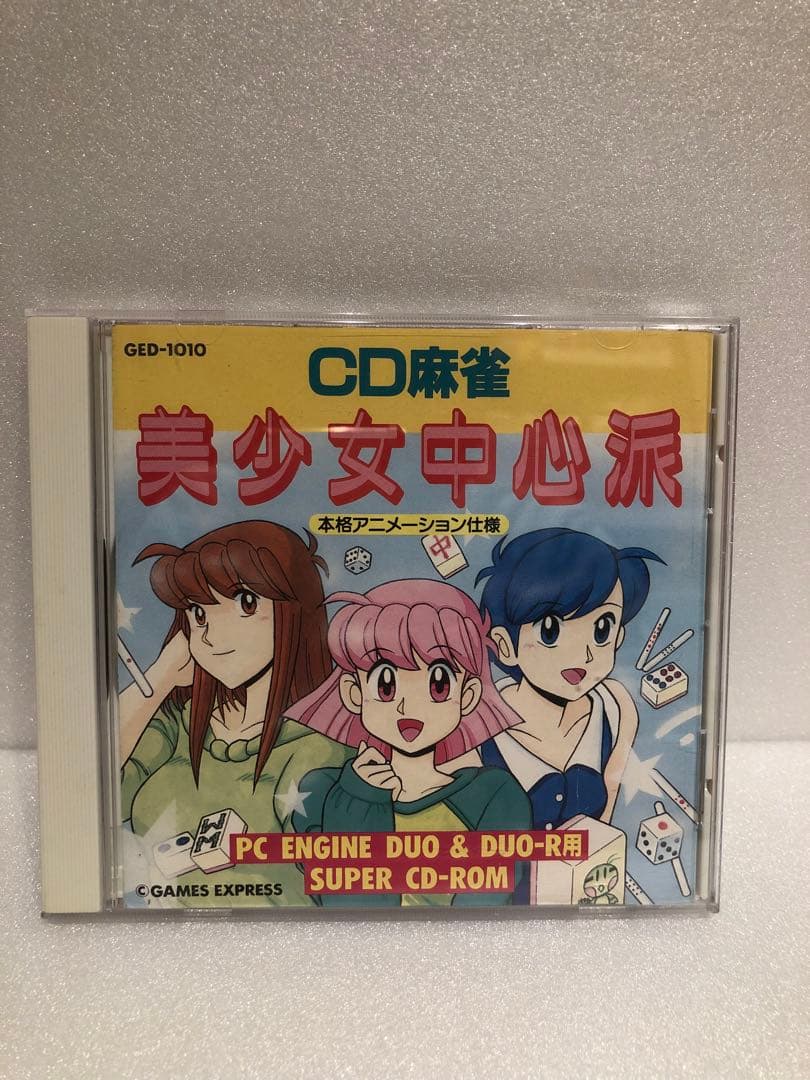 GED-1010
CD麻雀
美少女中心派
本格アニメーション仕様
中
PC ENGINE DUO & DUO-R用
SUPER CD-ROM
©GAMES EXPRESS